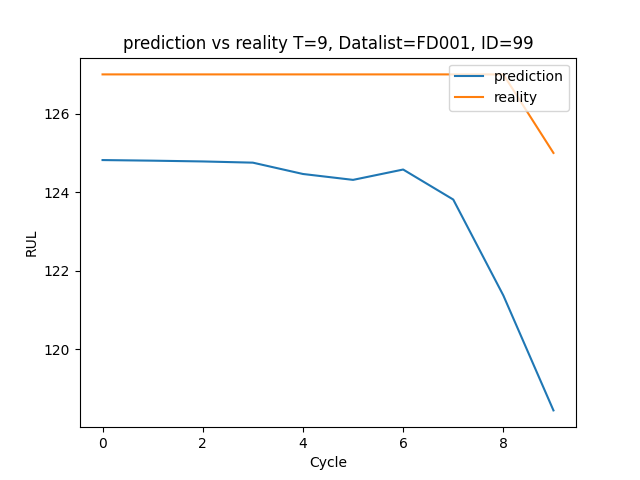 prediction vs reality T=9, Datalist=FD001, ID=99
prediction
reality
126
124
122
120
RUL
0 2 4 6 8
Cycle